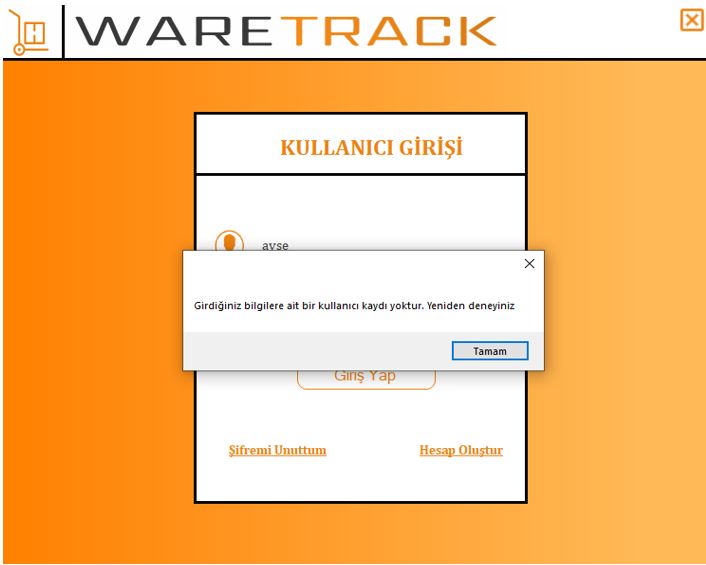 WARETRACK
KULLANICI GİRİŞİ
ayse
Girdiğiniz bilgilere ait bir kullanıcı kaydı yoktur. Yeniden deneyiniz
Tamam
Giriş Yap
Şifremi Unuttum
Hesap Oluştur